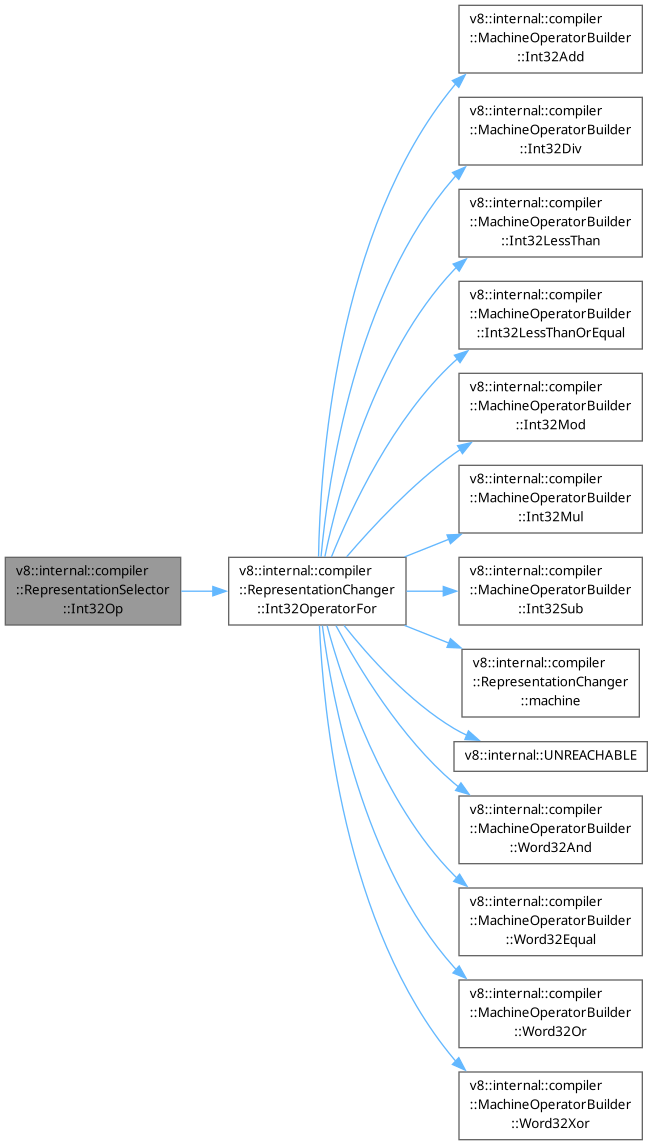 v8::internal::compiler
::MachineOperatorBuilder
::Int32Add
v8::internal::compiler
::MachineOperatorBuilder
::Int32Div
v8::internal::compiler
::MachineOperatorBuilder
::Int32LessThan
v8::internal::compiler
::MachineOperatorBuilder
::Int32LessThanOrEqual
v8::internal::compiler
::MachineOperatorBuilder
::Int32Mod
v8::internal::compiler
::MachineOperatorBuilder
::Int32Mul
v8::internal::compiler
::RepresentationSelector
::Int32Op
v8::internal::compiler
::RepresentationChanger
::Int32OperatorFor
v8::internal::compiler
::MachineOperatorBuilder
::Int32Sub
v8::internal::compiler
::RepresentationChanger
::machine
v8::internal::UNREACHABLE
v8::internal::compiler
::MachineOperatorBuilder
::Word32And
v8::internal::compiler
::MachineOperatorBuilder
::Word32Equal
v8::internal::compiler
::MachineOperatorBuilder
::Word32Or
v8::internal::compiler
::MachineOperatorBuilder
::Word32Xor